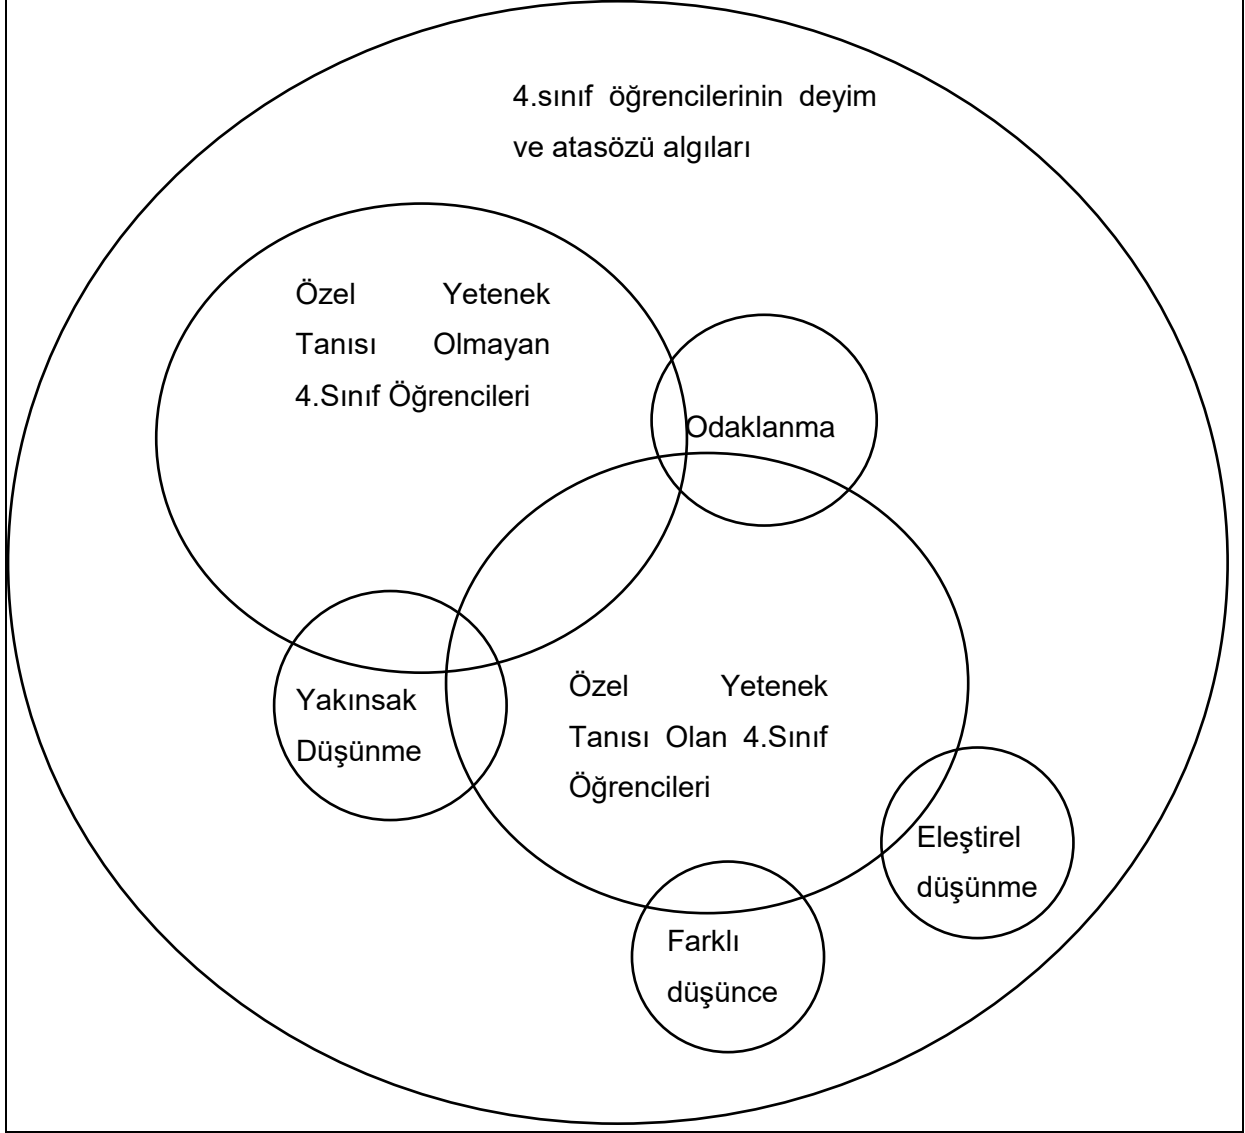 4.sınıf öğrencilerinin deyim
ve atasözü algıları
Özel Yetenek
Tanısı Olmayan
4.Sınıf Öğrencileri
Odaklanma
Yakınsak
Düşünme
Özel Yetenek
Tanısı Olan 4.Sınıf
Öğrencileri
Eleştirel
düşünme
Farklı
düşünce